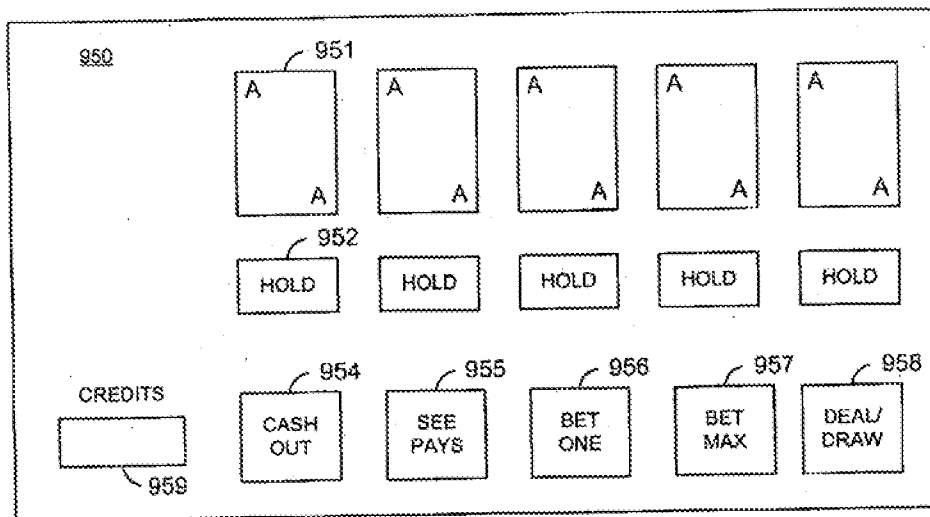 950
951
A A A A A
A A A A A
952
HOLD HOLD HOLD HOLD HOLD
954 955 956 957 958
CREDITS
CASH OUT
SEE PAYS
BET ONE
BET MAX
DEAL/ DRAW
959